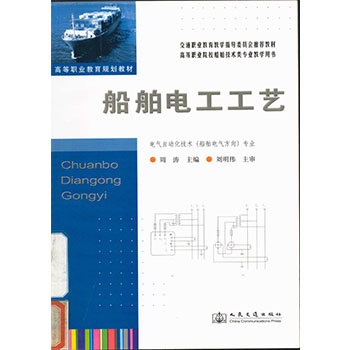 交通职业教育教学指导委员会推荐教材
高等职业院校船舶技术类专业教学用书
高等职业教育规划教材
船舶电工工艺
电气自动化技术（船舶电气方向）专业
周涛 主编 刘明伟 主审
Chuanbo
Diangong
Gongyi
人民交通出版社
China Communications Press